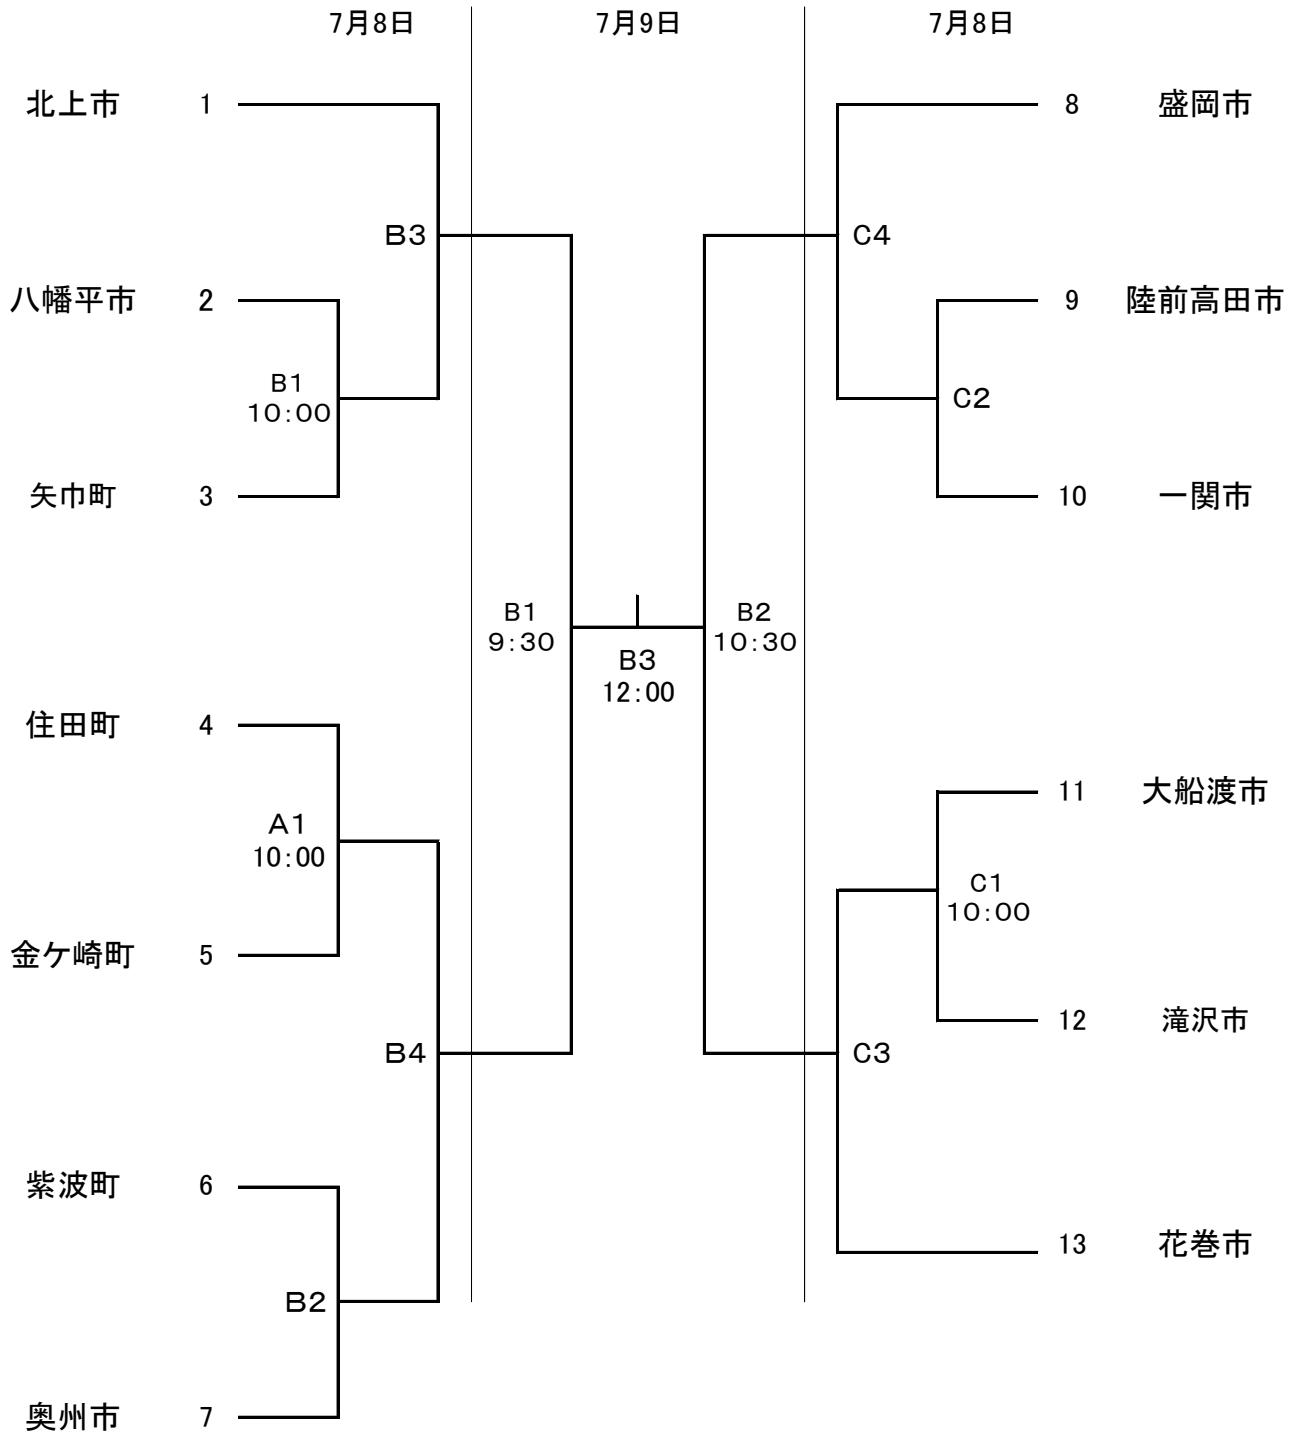 7月8日 7月9日 7月8日
北上市 1
8 盛岡市
B3
C4
八幡平市 2
9 陸前高田市
B1
10:00
C2
矢巾町 3
10 一関市
B1
9:30
B2
10:30
B3
12:00
住田町 4
11 大船渡市
A1
10:00
C1
10:00
金ケ崎町 5
12 滝沢市
B4
C3
紫波町 6
13 花巻市
B2
奥州市 7